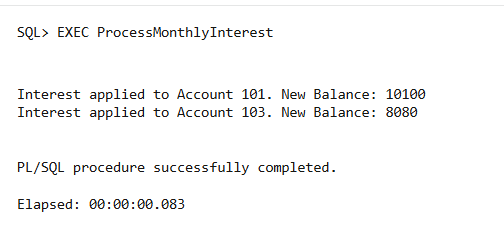 SQL> EXEC ProcessMonthlyInterest
Interest applied to Account 101. New Balance: 10100
Interest applied to Account 103. New Balance: 8080
PL/SQL procedure successfully completed.
Elapsed: 00:00:00.083